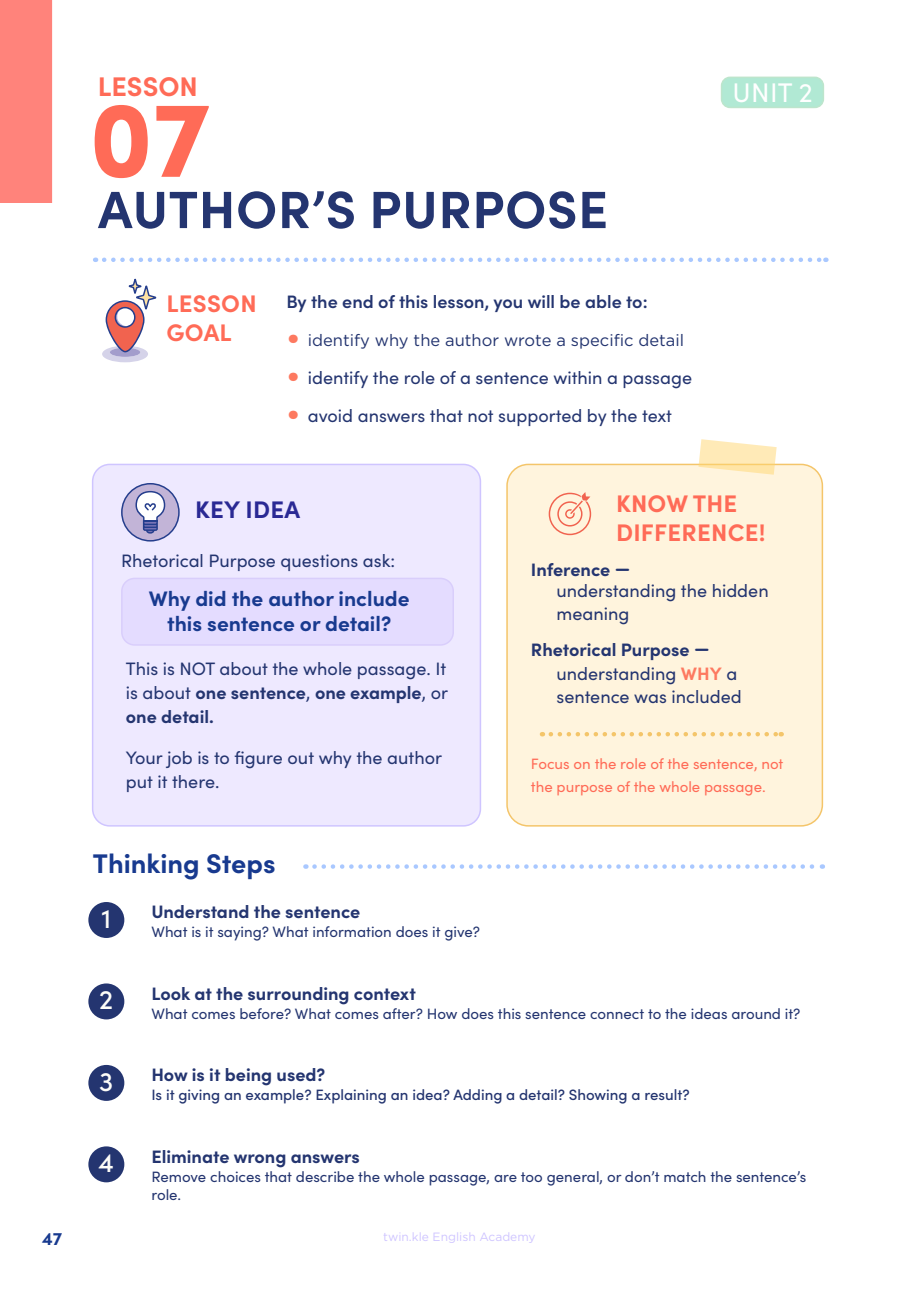 LESSON
07
UNIT 2
AUTHOR'S PURPOSE
LESSON
GOAL
By the end of this lesson, you will be able to:
identify why the author wrote a specific detail
identify the role of a sentence within a passage
avoid answers that not supported by the text
KEY IDEA
Rhetorical Purpose questions ask:
Why did the author include
this sentence or detail?
This is NOT about the whole passage. It
is about one sentence, one example, or
one detail.
Your job is to figure out why the author
put it there.
KNOW THE
DIFFERENCE!
Inference —
understanding the hidden
meaning
Rhetorical Purpose —
understanding WHY a
sentence was included
Focus on the role of the sentence, not
the purpose of the whole passage.
Thinking Steps
1
Understand the sentence
What is it saying? What information does it give?
2
Look at the surrounding context
What comes before? What comes after? How does this sentence connect to the ideas around it?
3
How is it being used?
Is it giving an example? Explaining an idea? Adding a detail? Showing a result?
4
Eliminate wrong answers
Remove choices that describe the whole passage, are too general, or don't match the sentence's
role.
47
twin.kle English Academy